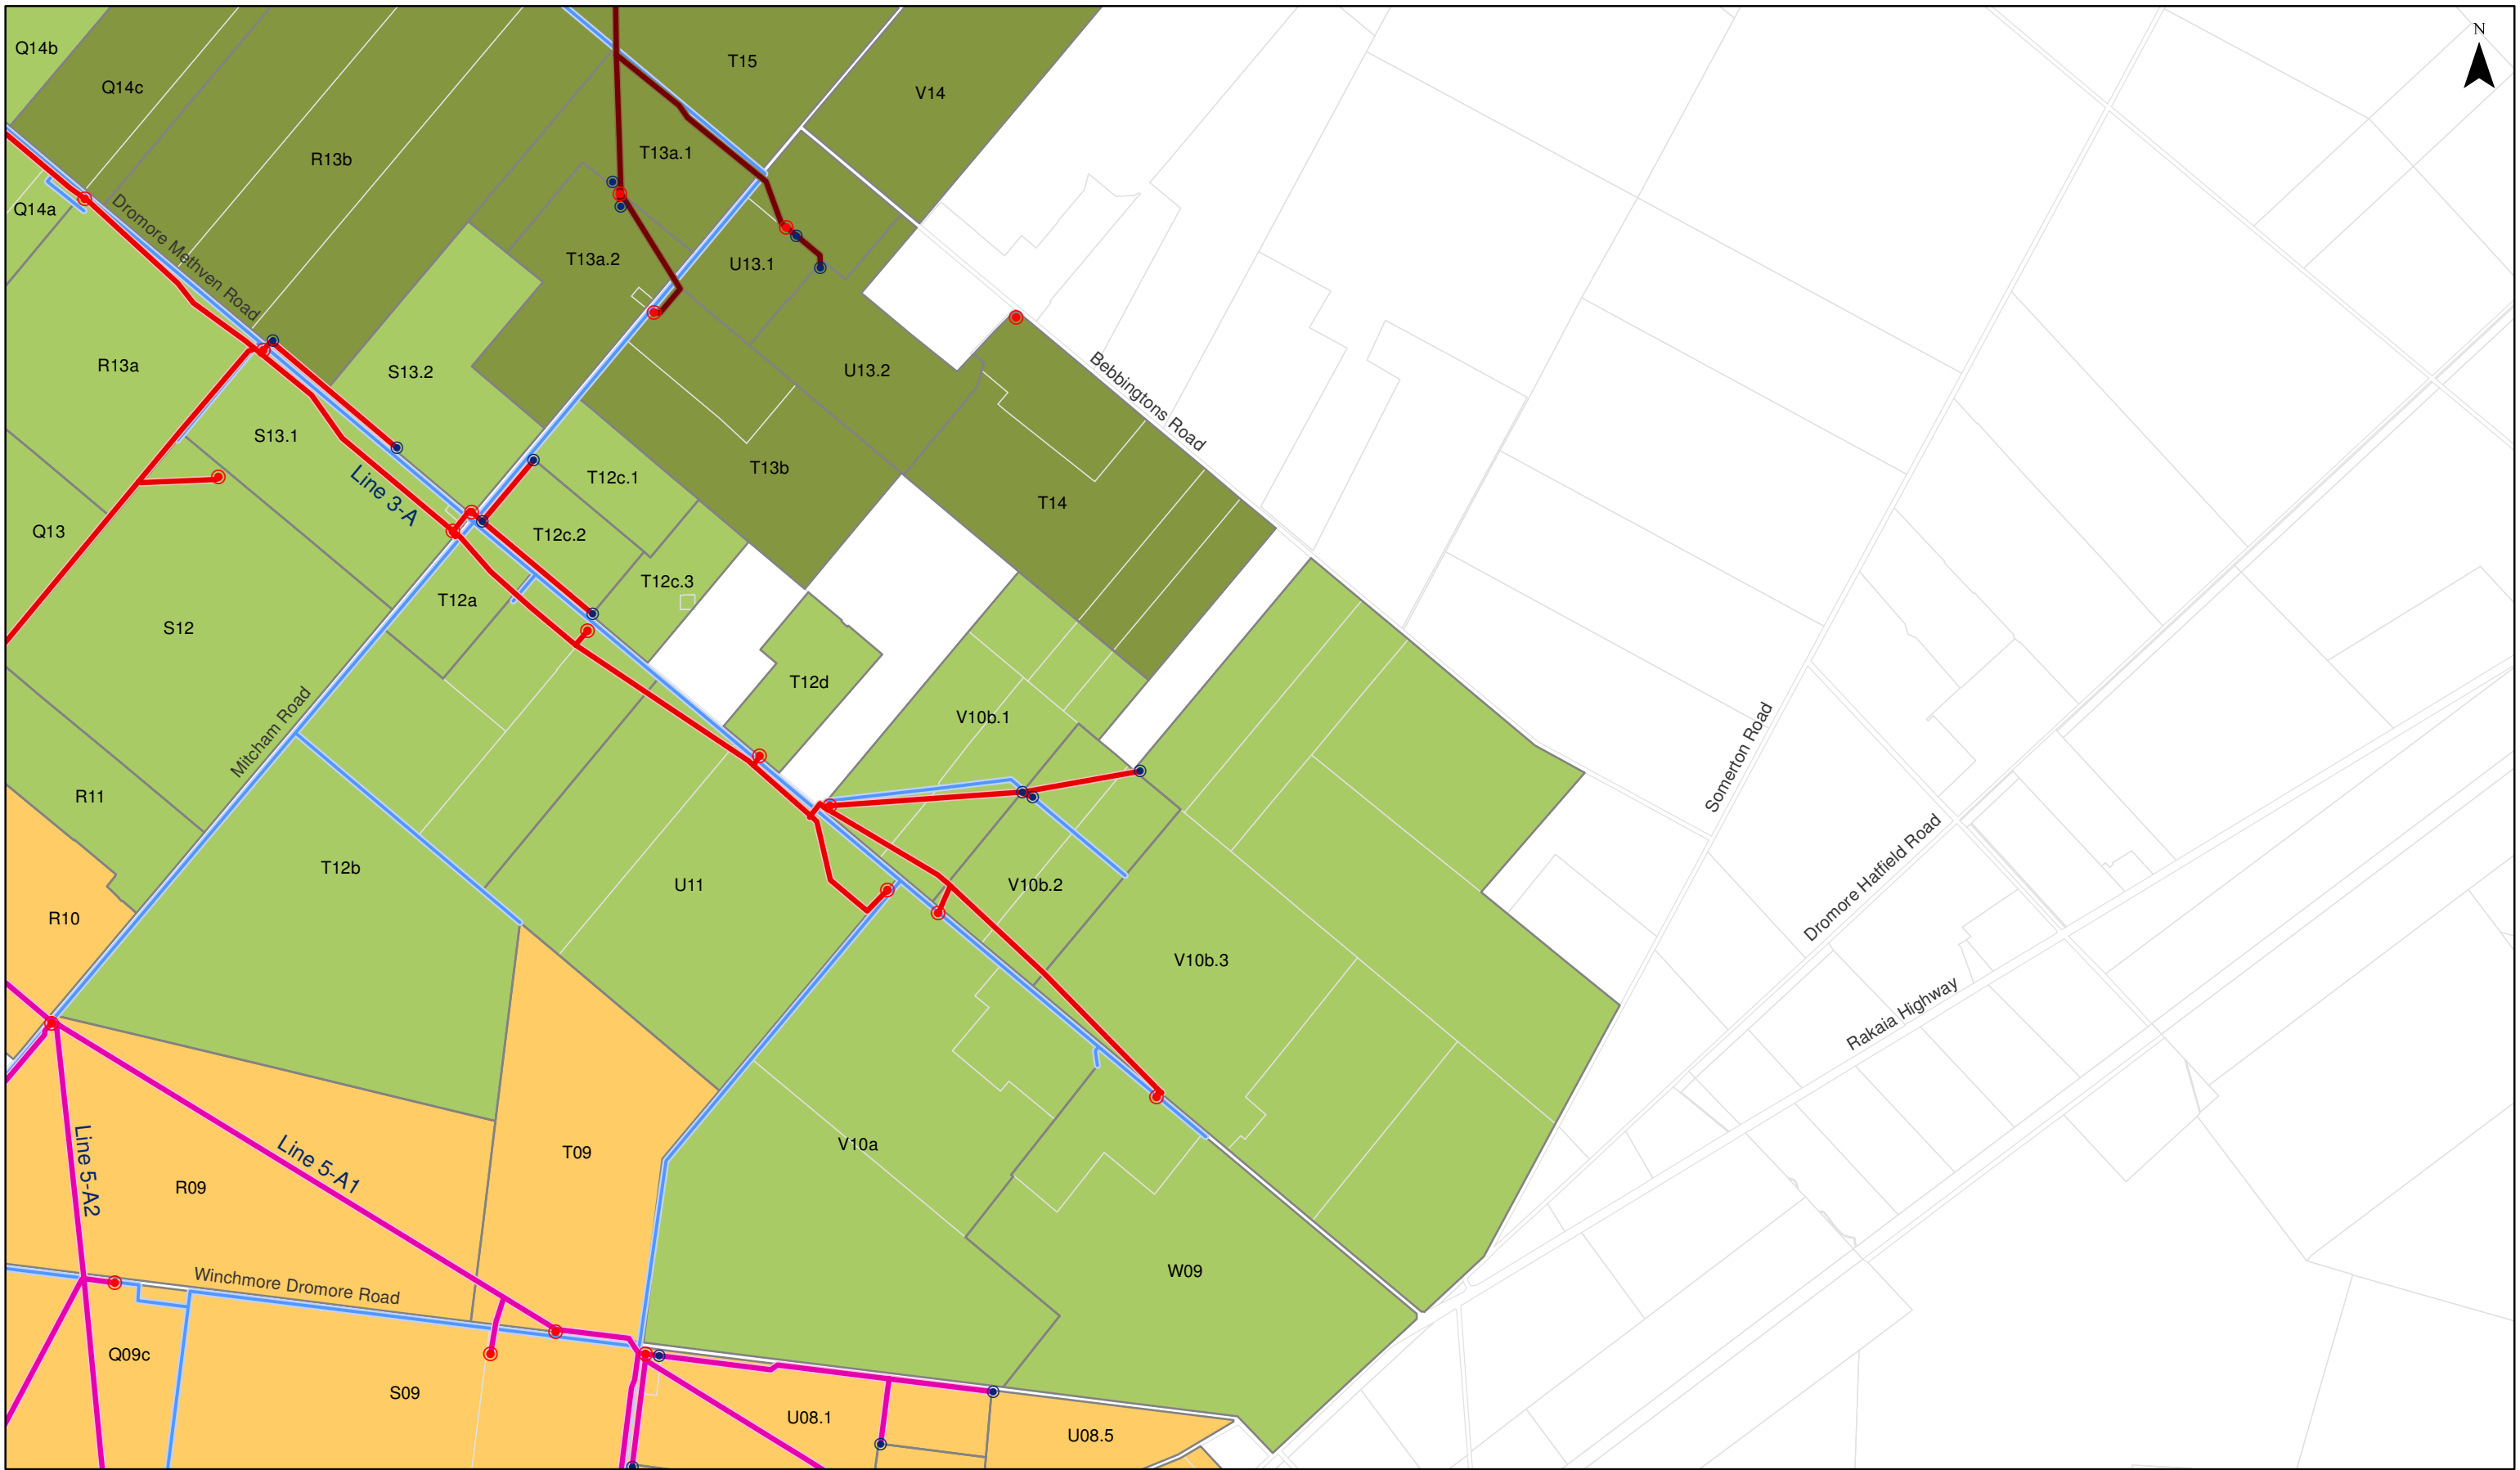 Q14b
T15
N
Q14c
V14
R13b
T13a.1
Q14a
Dromore Methven Road
T13a.2
U13.1
R13a
S13.2
U13.2
Bebbingtons Road
S13.1
T13b
T12c.1
Line 3-A
T14
Q13
T12c.2
T12c.3
T12a
S12
T12d
V10b.1
Mitcham Road
Somerton Road
R11
T12b
U11
V10b.2
Dromore Hatfield Road
R10
V10b.3
Rakaia Highway
V10a
T09
Line 5-A1
Line 5-A2
R09
W09
Winchmore Dromore Road
Q09c
S09
U08.1
U08.5